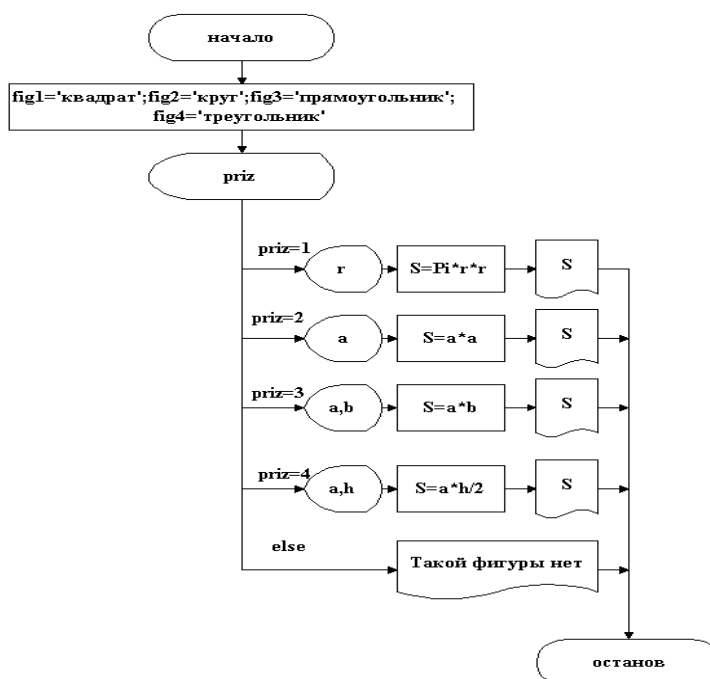 начало
fig1='квадрат';fig2='круг';fig3='прямоугольник';
fig4='треугольник'
priz
priz=1
r
S=Pi*r*r
S
priz=2
a
S=a*a
S
priz=3
a,b
S=a*b
S
priz=4
a,h
S=a*h/2
S
else
Такой фигуры нет
останов